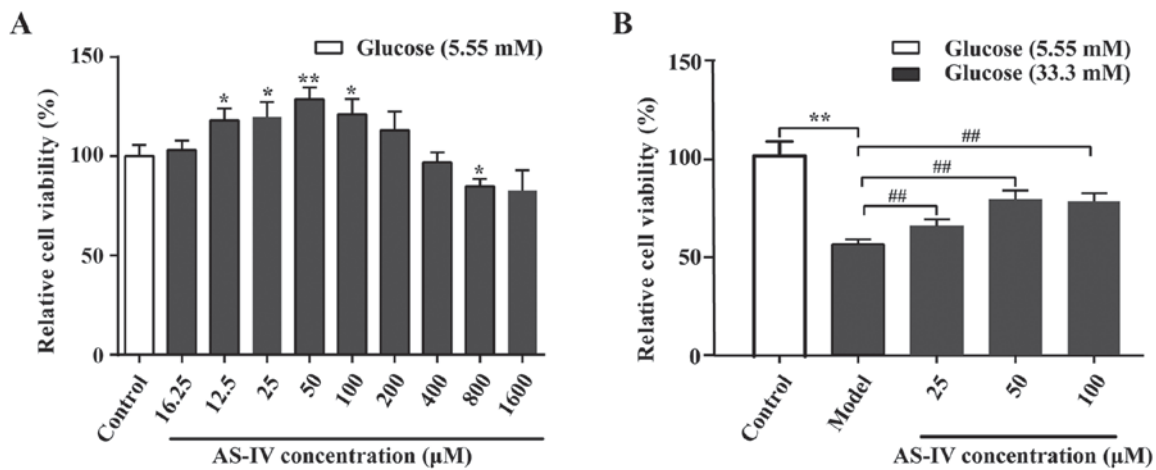 A
Glucose (5.55 mM)
Relative cell viability (%)
150
100
50
0
*
*
**
*
*
Control
16.25
12.5
25
50
100
200
400
800
1600
AS-IV concentration (μM)
B
Glucose (5.55 mM)
Glucose (33.3 mM)
Relative cell viability (%)
150
100
50
0
**
##
##
##
Control
Model
25
50
100
AS-IV concentration (μM)